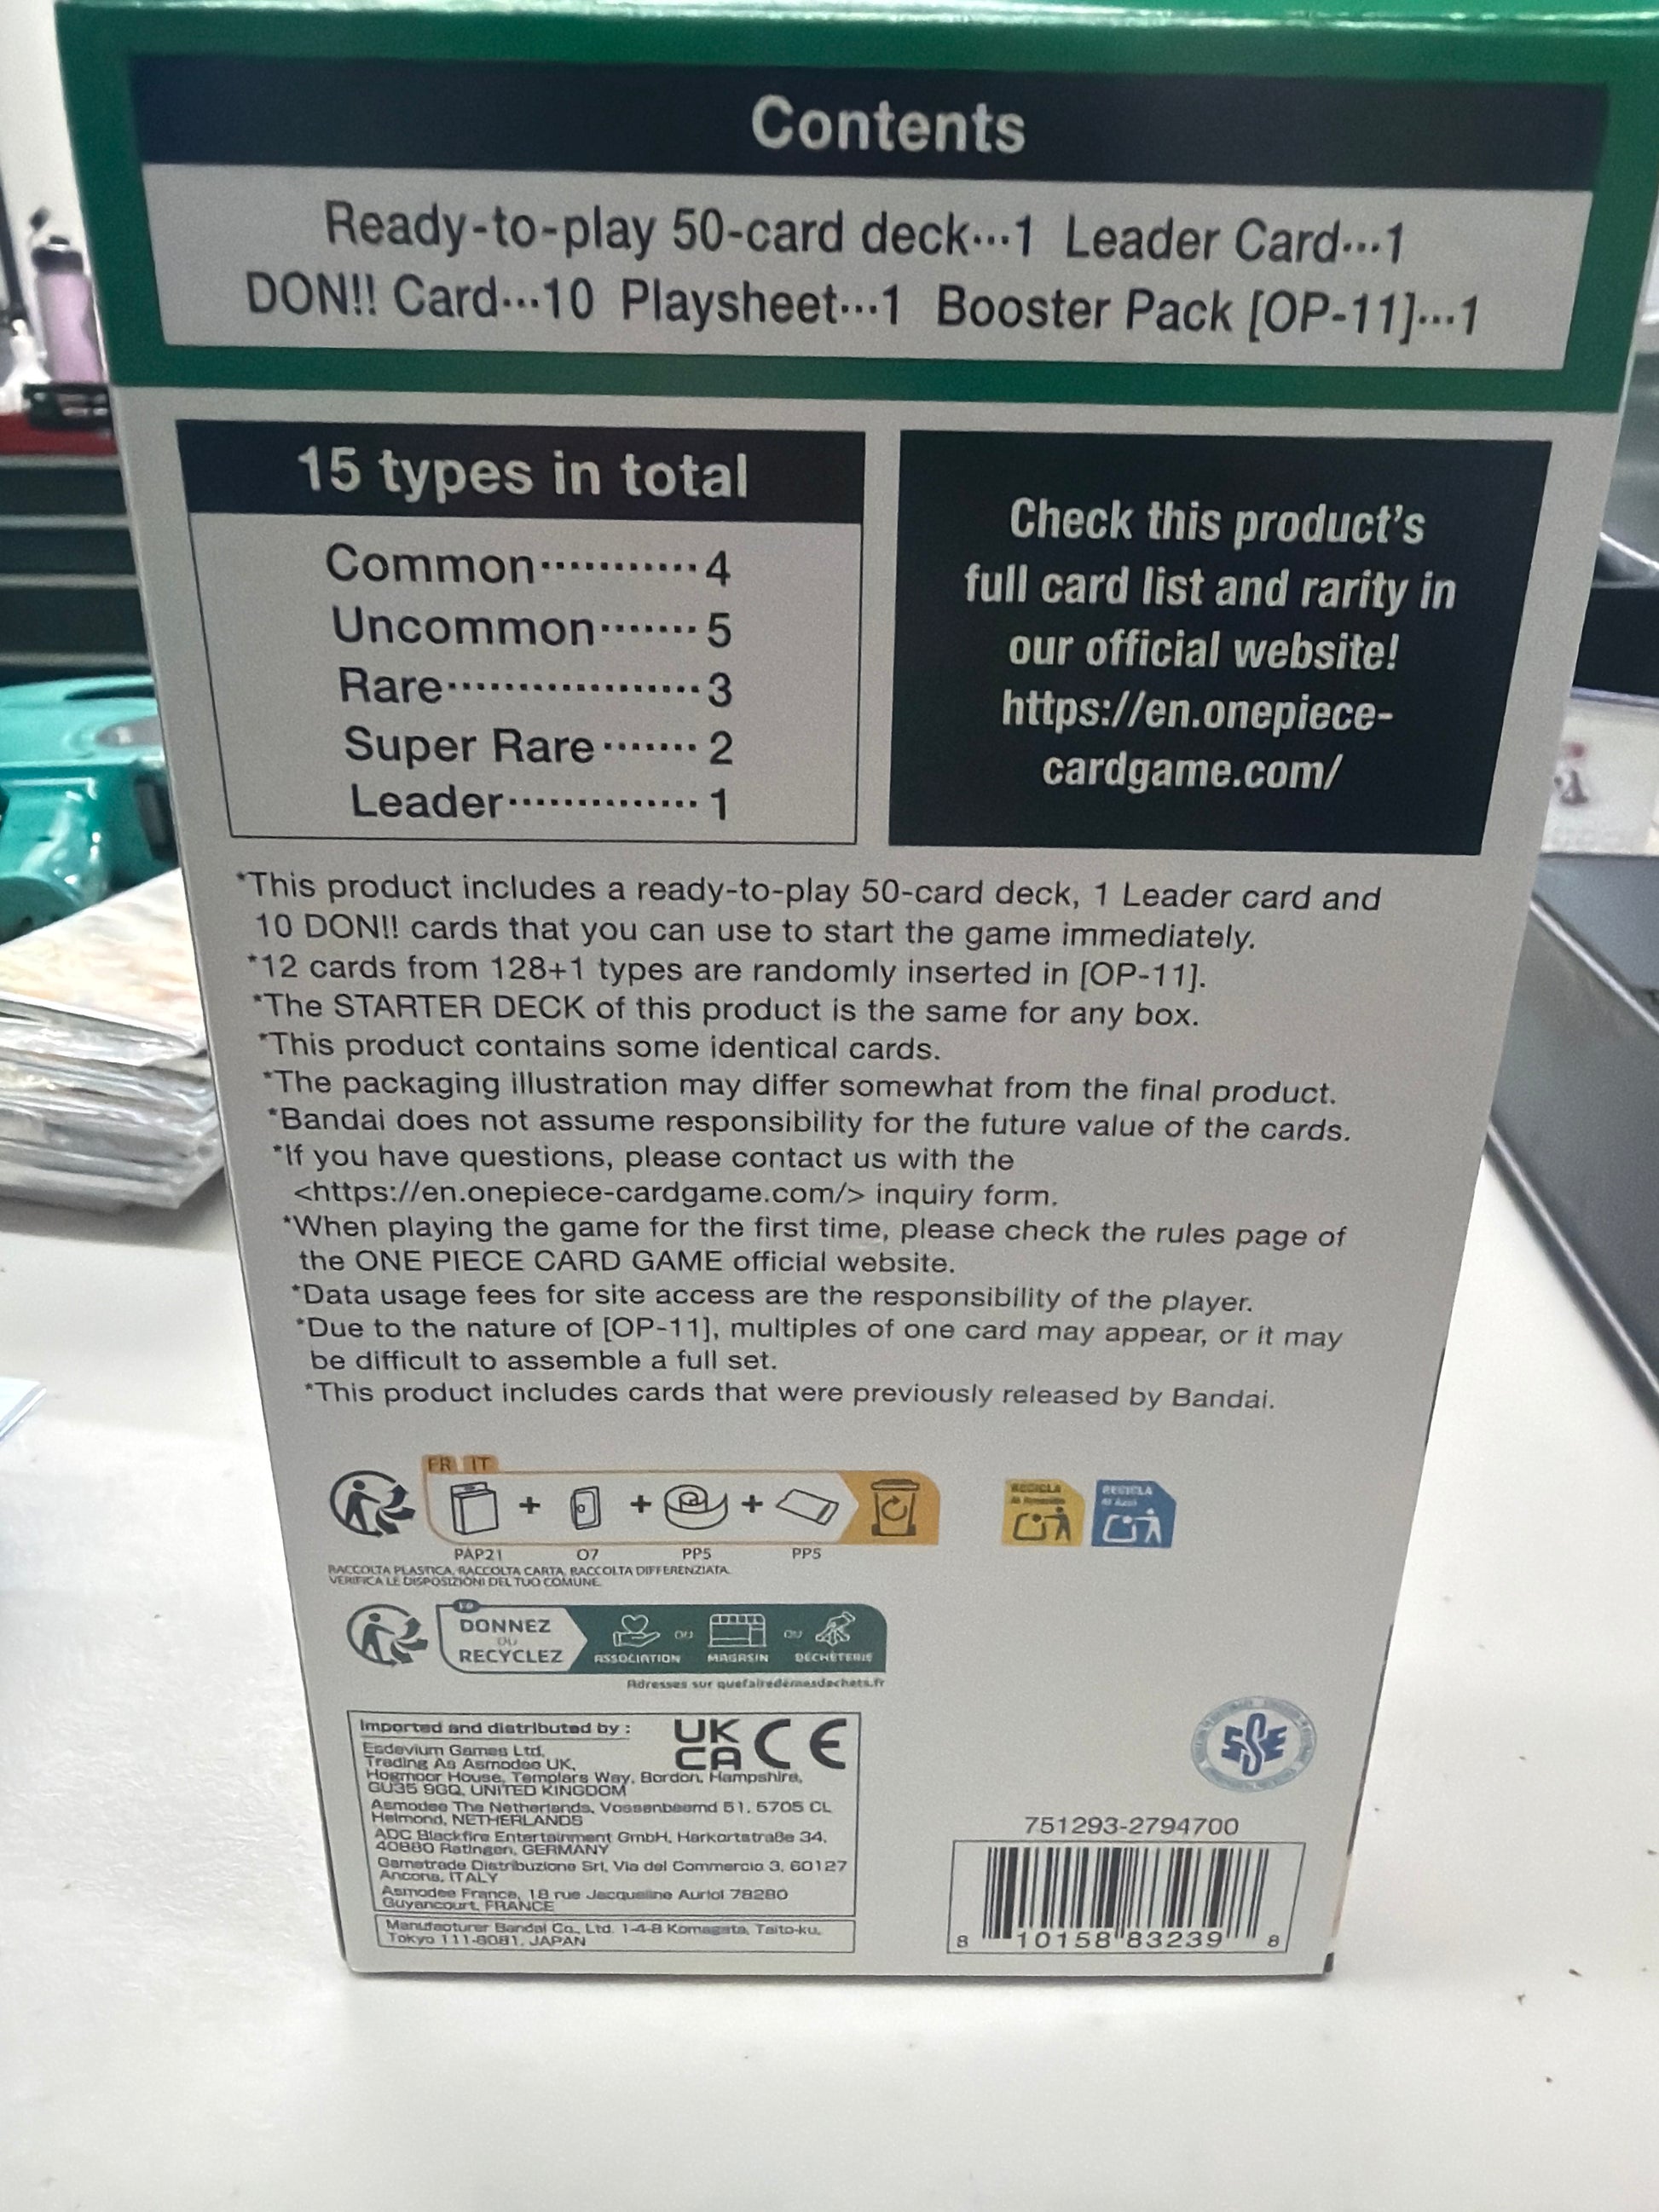 Contents
Ready-to-play 50-card deck···1 Leader Card···1
DON!! Card···10 Playsheet···1 Booster Pack [OP-11]···1
15 types in total
Common···········4
Uncommon·······5
Rare··················3
Super Rare·······2
Leader··············1
Check this product's
full card list and rarity in
our official website!
https://en.onepiece-
cardgame.com/
*This product includes a ready-to-play 50-card deck, 1 Leader card and
10 DON!! cards that you can use to start the game immediately.
*12 cards from 128+1 types are randomly inserted in [OP-11].
*The STARTER DECK of this product is the same for any box.
*This product contains some identical cards.
*The packaging illustration may differ somewhat from the final product.
*Bandai does not assume responsibility for the future value of the cards.
*If you have questions, please contact us with the
<https://en.onepiece-cardgame.com/> inquiry form.
*When playing the game for the first time, please check the rules page of
the ONE PIECE CARD GAME official website.
*Data usage fees for site access are the responsibility of the player.
*Due to the nature of [OP-11], multiples of one card may appear, or it may
be difficult to assemble a full set.
*This product includes cards that were previously released by Bandai.
FR IT
+ + +
PAP21 07 PP5 PP5
RACCOLTA PLASTICA, RACCOLTA CARTA, RACCOLTA DIFFERENZIATA.
VERIFICA LE DISPOSIZIONI DEL TUO COMUNE.
RECICLA
al Amarillo
RECICLA
al Azul
FR
DONNEZ
OU
RECYCLEZ
ASSOCIATION OU MAGASIN OU DÉCHÈTERIE
Adresses sur quefairedemesdechets.fr
Imported and distributed by :
UK
CA CE
Esdevium Games Ltd,
Trading As Asmodee UK,
Hogmoor House, Templars Way, Bordon, Hampshire,
GU35 9GQ, UNITED KINGDOM
Asmodee The Netherlands, Vossenbeemd 51, 5705 CL
Helmond, NETHERLANDS
ADC Blackfire Entertainment GmbH, Harkortstraße 34,
40880 Ratingen, GERMANY
Gametrade Distribuzione Srl, Via del Commercio 3, 60127
Ancona, ITALY
Asmodee France, 18 rue Jacqueline Auriol 78280
Guyancourt, FRANCE
Manufacturer Bandai Co., Ltd. 1-4-8 Komagata, Taito-ku,
Tokyo 111-8081, JAPAN
751293-2794700
8 10158 83239 8